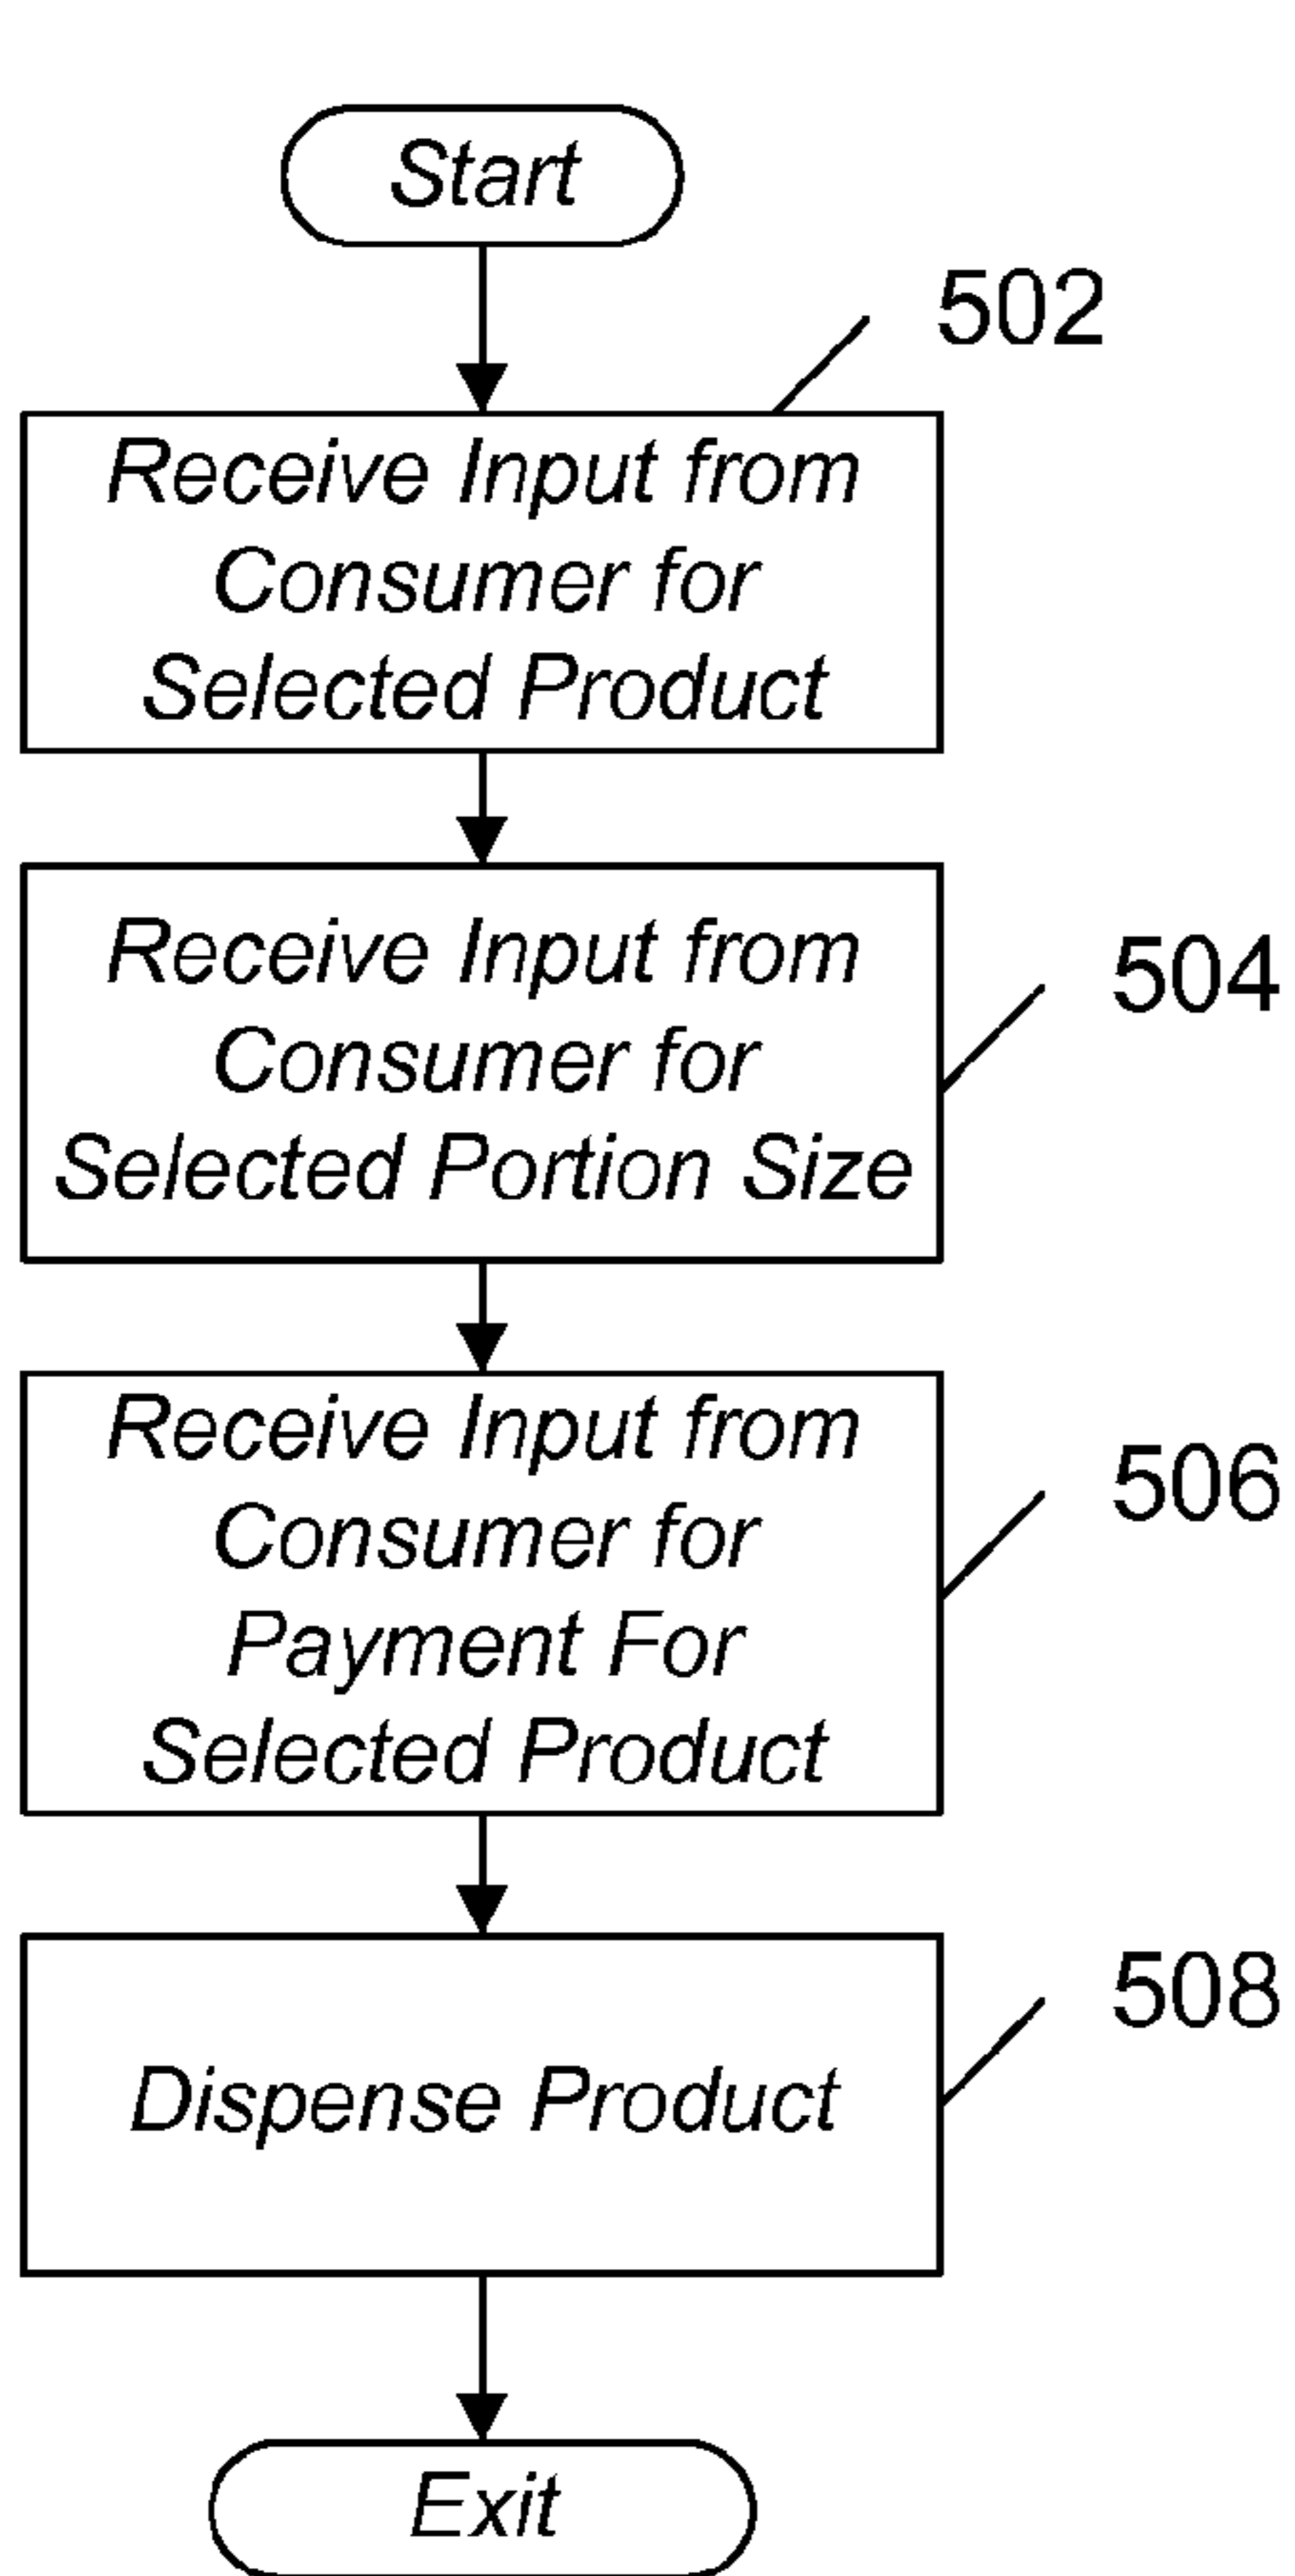 Start
502
Receive Input from
Consumer for
Selected Product
Receive Input from
Consumer for
Selected Portion Size
504
Receive Input from
Consumer for
Payment For
Selected Product
506
Dispense Product
508
Exit